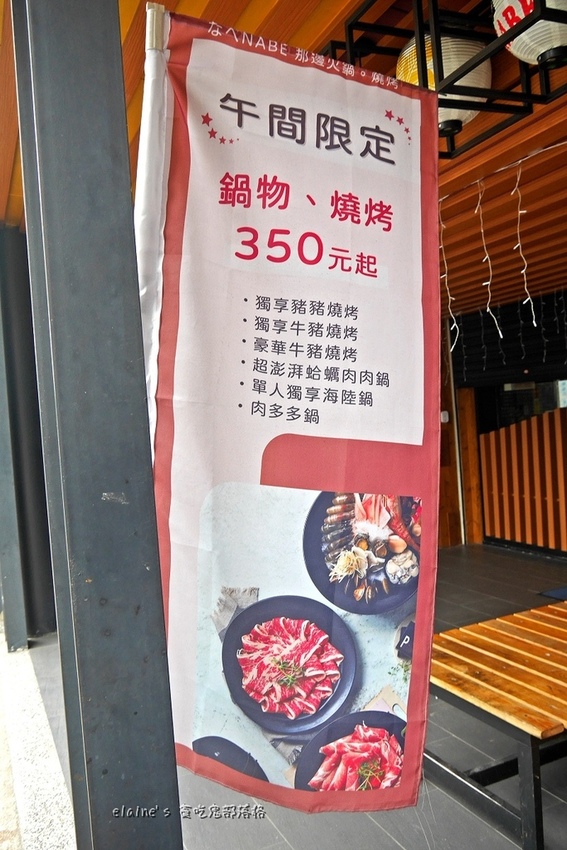 なべNABE 那邊火鍋。燒烤
午間限定
鍋物、燒烤
350元起
・獨享豬豬燒烤
・獨享牛豬燒烤
・豪華牛豬燒烤
・超澎湃蛤蠣肉肉鍋
・單人獨享海陸鍋
・肉多多鍋
elaine's 貪吃鬼部落格